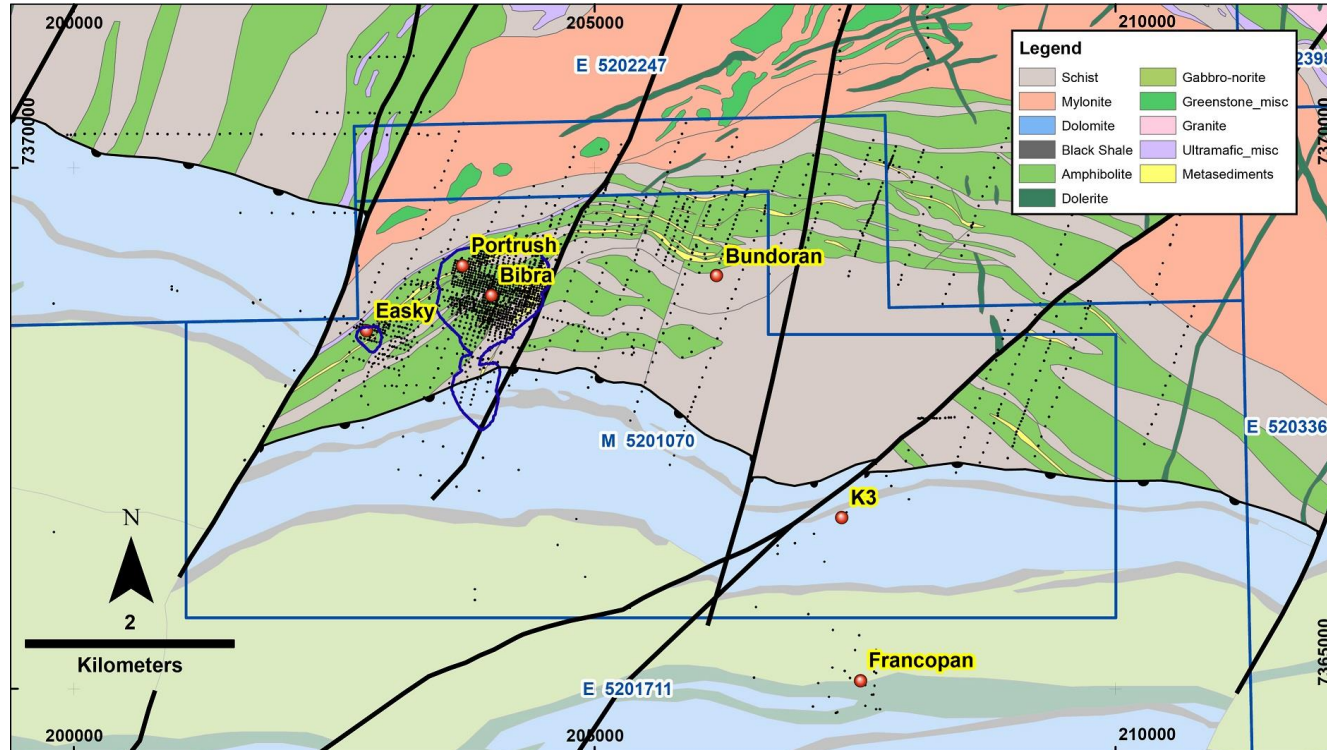 200000
205000
210000
E 5202247
Legend
Schist
Mylonite
Dolomite
Black Shale
Amphibolite
Dolerite
Gabbro-norite
Greenstone_misc
Granite
Ultramafic_misc
Metasediments
2398
7370000
7370000
Portrush
Bibra
Bundoran
Easky
M 5201070
E 520336
K3
N
2
Kilometers
Francopan
E 5201711
7365000
200000
205000
210000